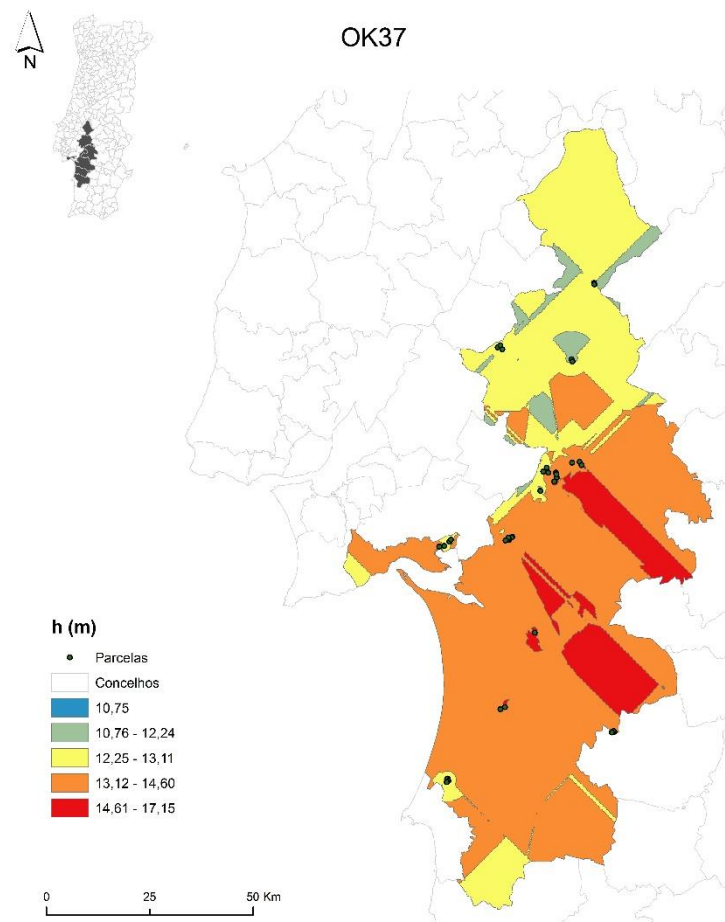 OK37
N
h (m)
Parcelas
Concelhos
10,75
10,76 - 12,24
12,25 - 13,11
13,12 - 14,60
14,61 - 17,15
0 25 50 Km